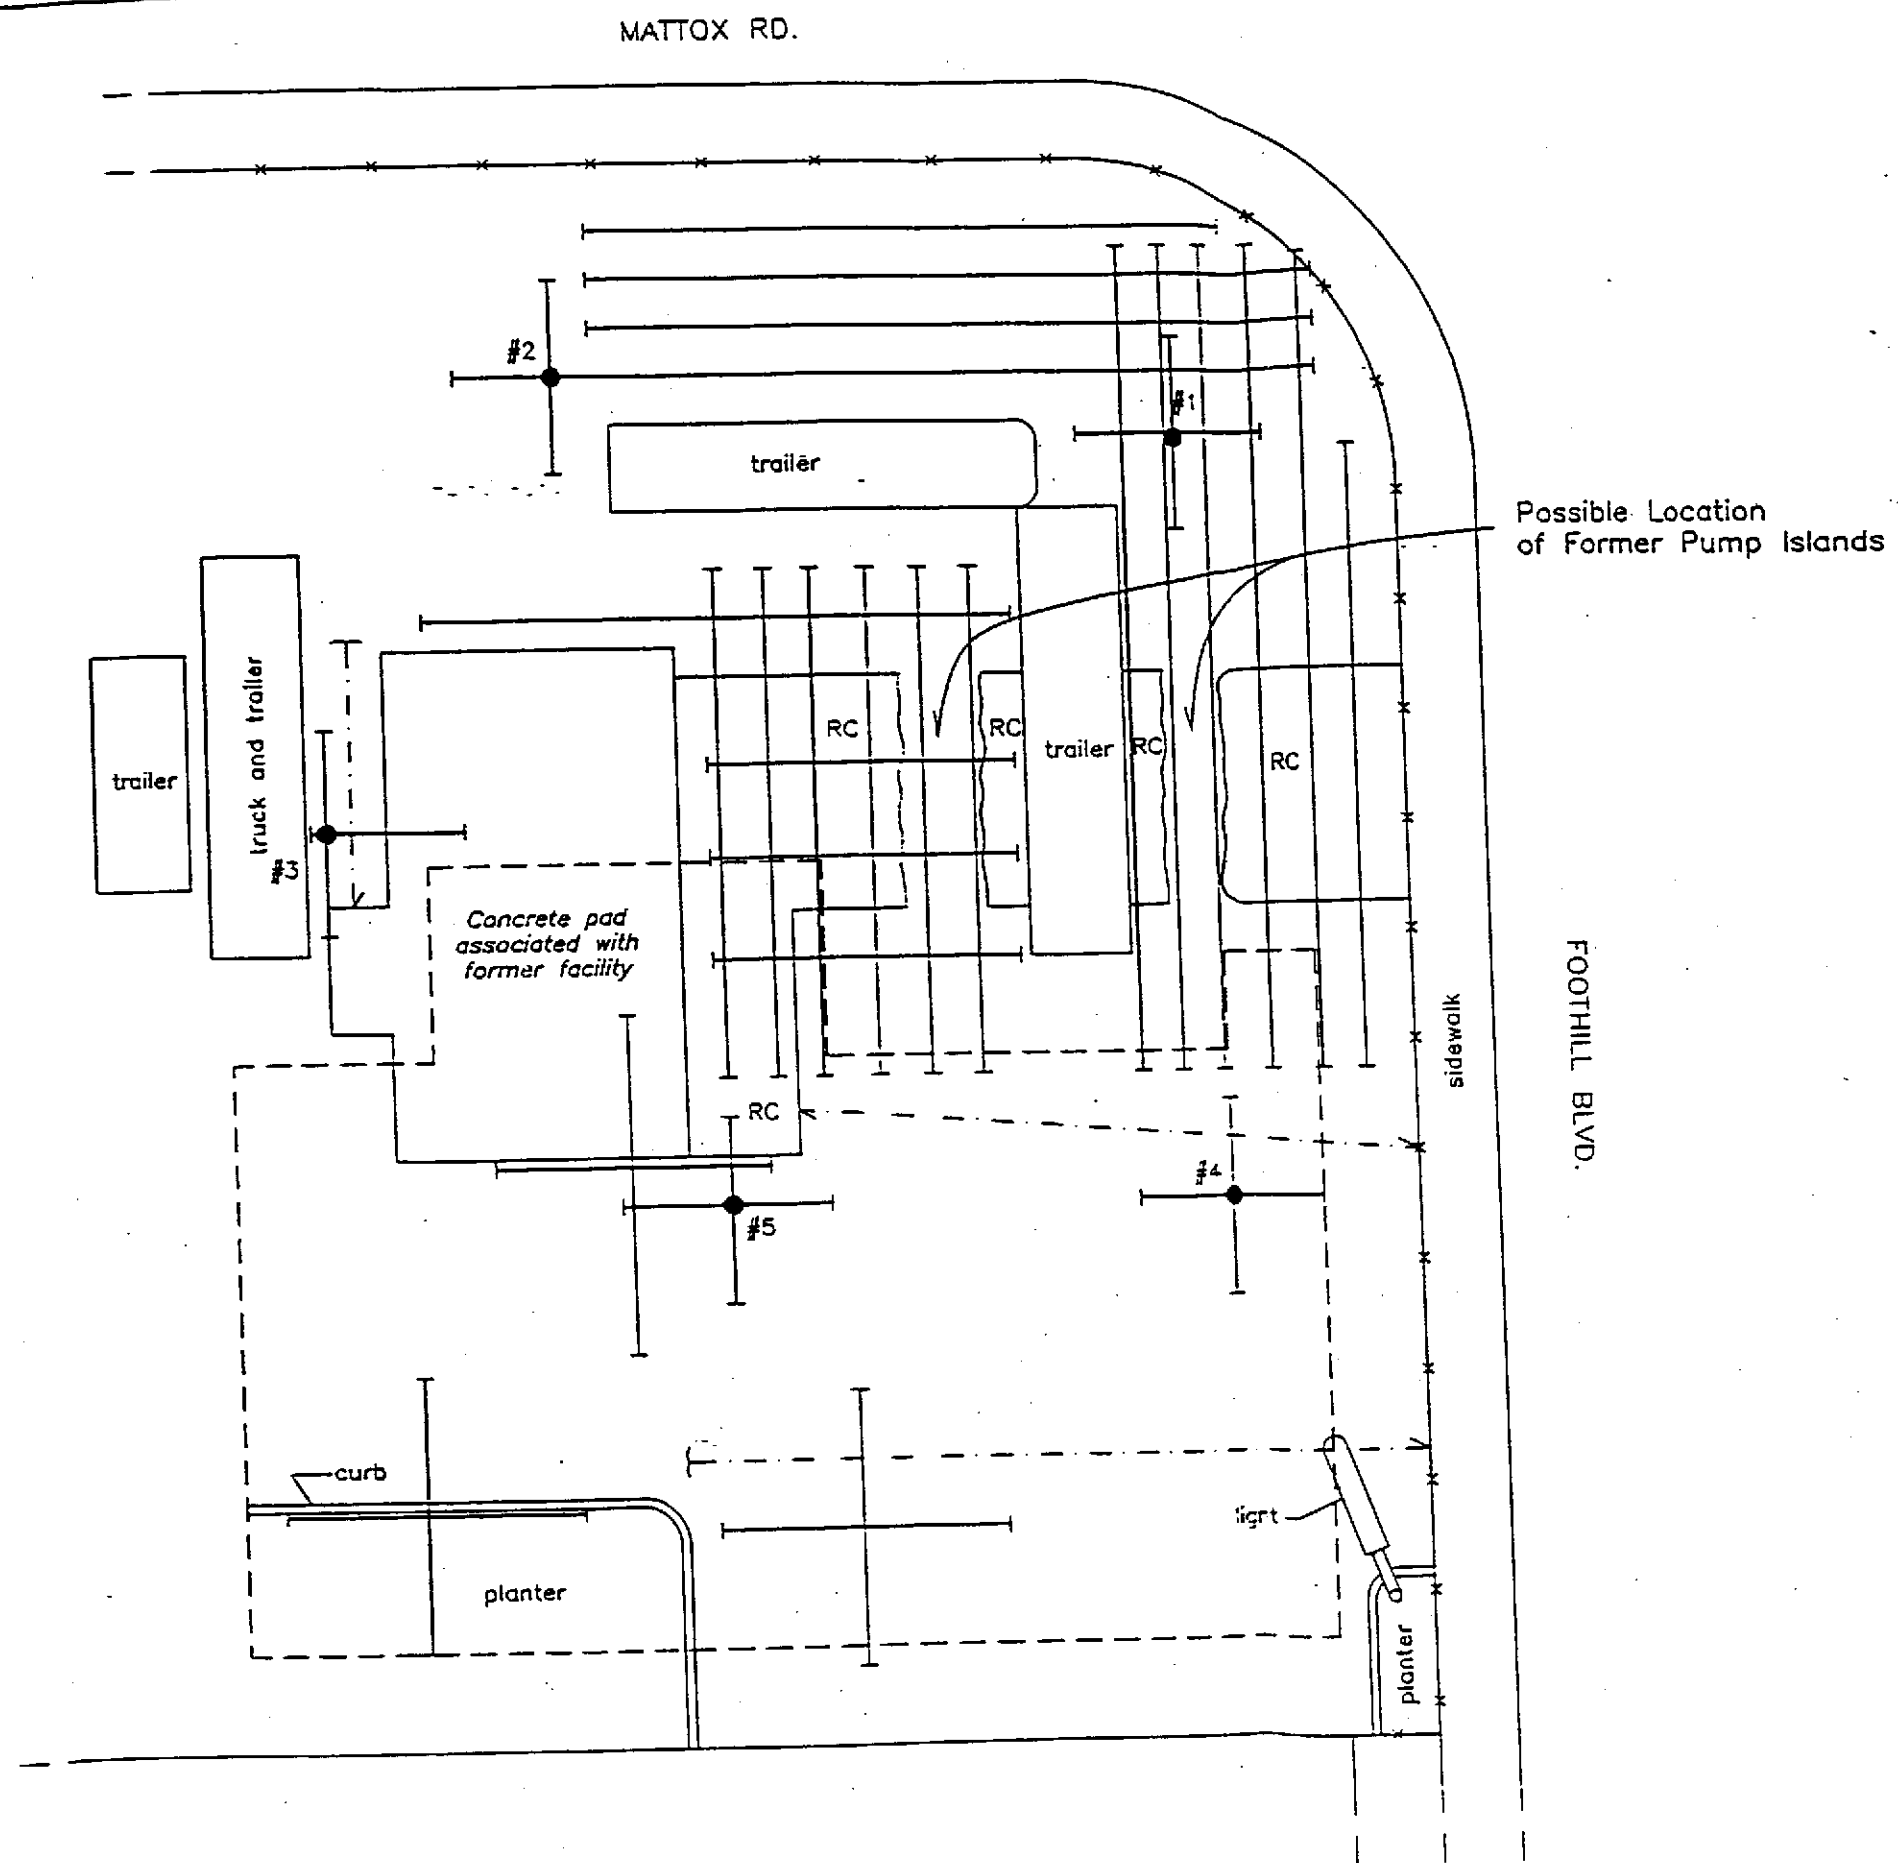 MATTOX RD.
#2
#1
trailer
Possible Location
of Former Pump Islands
truck and trailer
trailer
RC
RC
trailer
RC
RC
#3
Concrete pad
associated with
former facility
sidewalk
FOOTHILL BLVD.
RC
#4
#5
curb
planter
planter